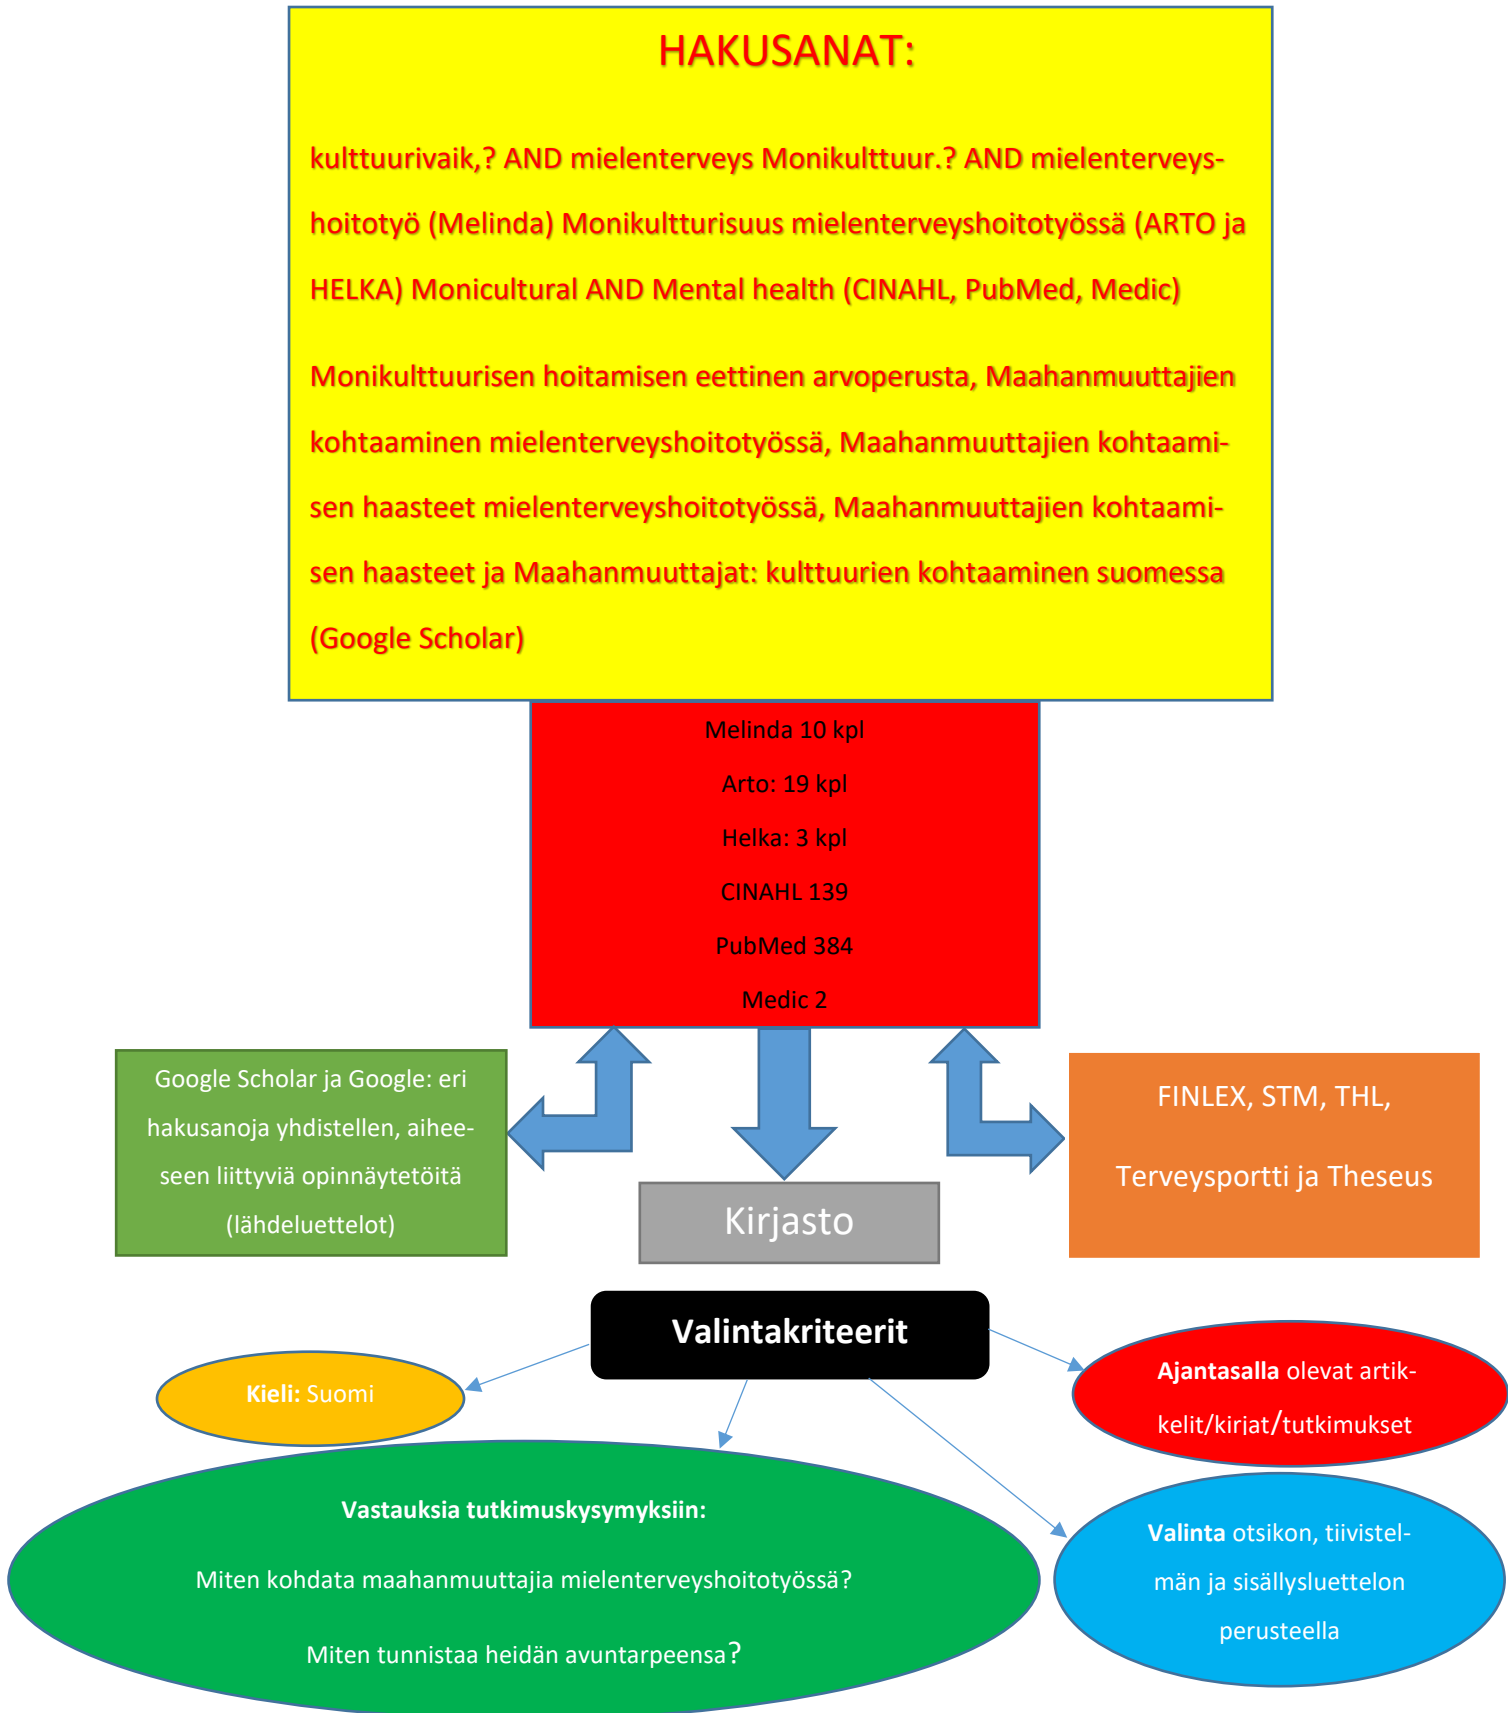 HAKUSANAT:
kulttuurivaik,? AND mielenterveys Monikulttuur.? AND mielenterveys-
hoitotyö (Melinda) Monikultturisuus mielenterveyshoitotyössä (ARTO ja
HELKA) Monicultural AND Mental health (CINAHL, PubMed, Medic)
Monikulttuurisen hoitamisen eettinen arvoperusta, Maahanmuuttajien
kohtaaminen mielenterveyshoitotyössä, Maahanmuuttajien kohtaami-
sen haasteet mielenterveyshoitotyössä, Maahanmuuttajien kohtaami-
sen haasteet ja Maahanmuuttajat: kulttuurien kohtaaminen suomessa
(Google Scholar)
Melinda 10 kpl
Arto: 19 kpl
Helka: 3 kpl
CINAHL 139
PubMed 384
Medic 2
Google Scholar ja Google: eri
hakusanoja yhdistellen, aihee-
seen liittyviä opinnäytetöitä
(lähdeluettelot)
FINLEX, STM, THL,
Terveysportti ja Theseus
Kirjasto
Valintakriteerit
Kieli: Suomi
Ajantasalla olevat artik-
kelit/kirjat/tutkimukset
Vastauksia tutkimuskysymyksiin:
Miten kohdata maahanmuuttajia mielenterveyshoitotyössä?
Miten tunnistaa heidän avuntarpeensa?
Valinta otsikon, tiivistel-
män ja sisällysluettelon
perusteella